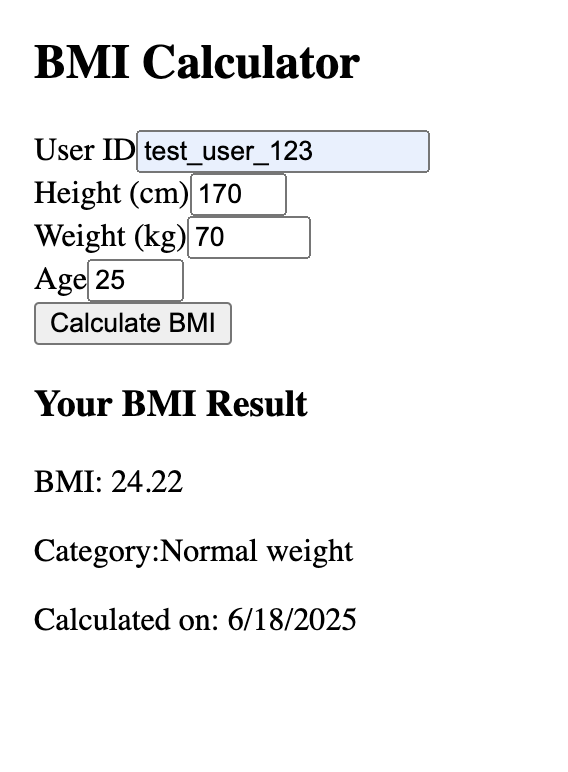 BMI Calculator
User ID test_user_123
Height (cm) 170
Weight (kg) 70
Age 25
Calculate BMI
Your BMI Result
BMI: 24.22
Category:Normal weight
Calculated on: 6/18/2025